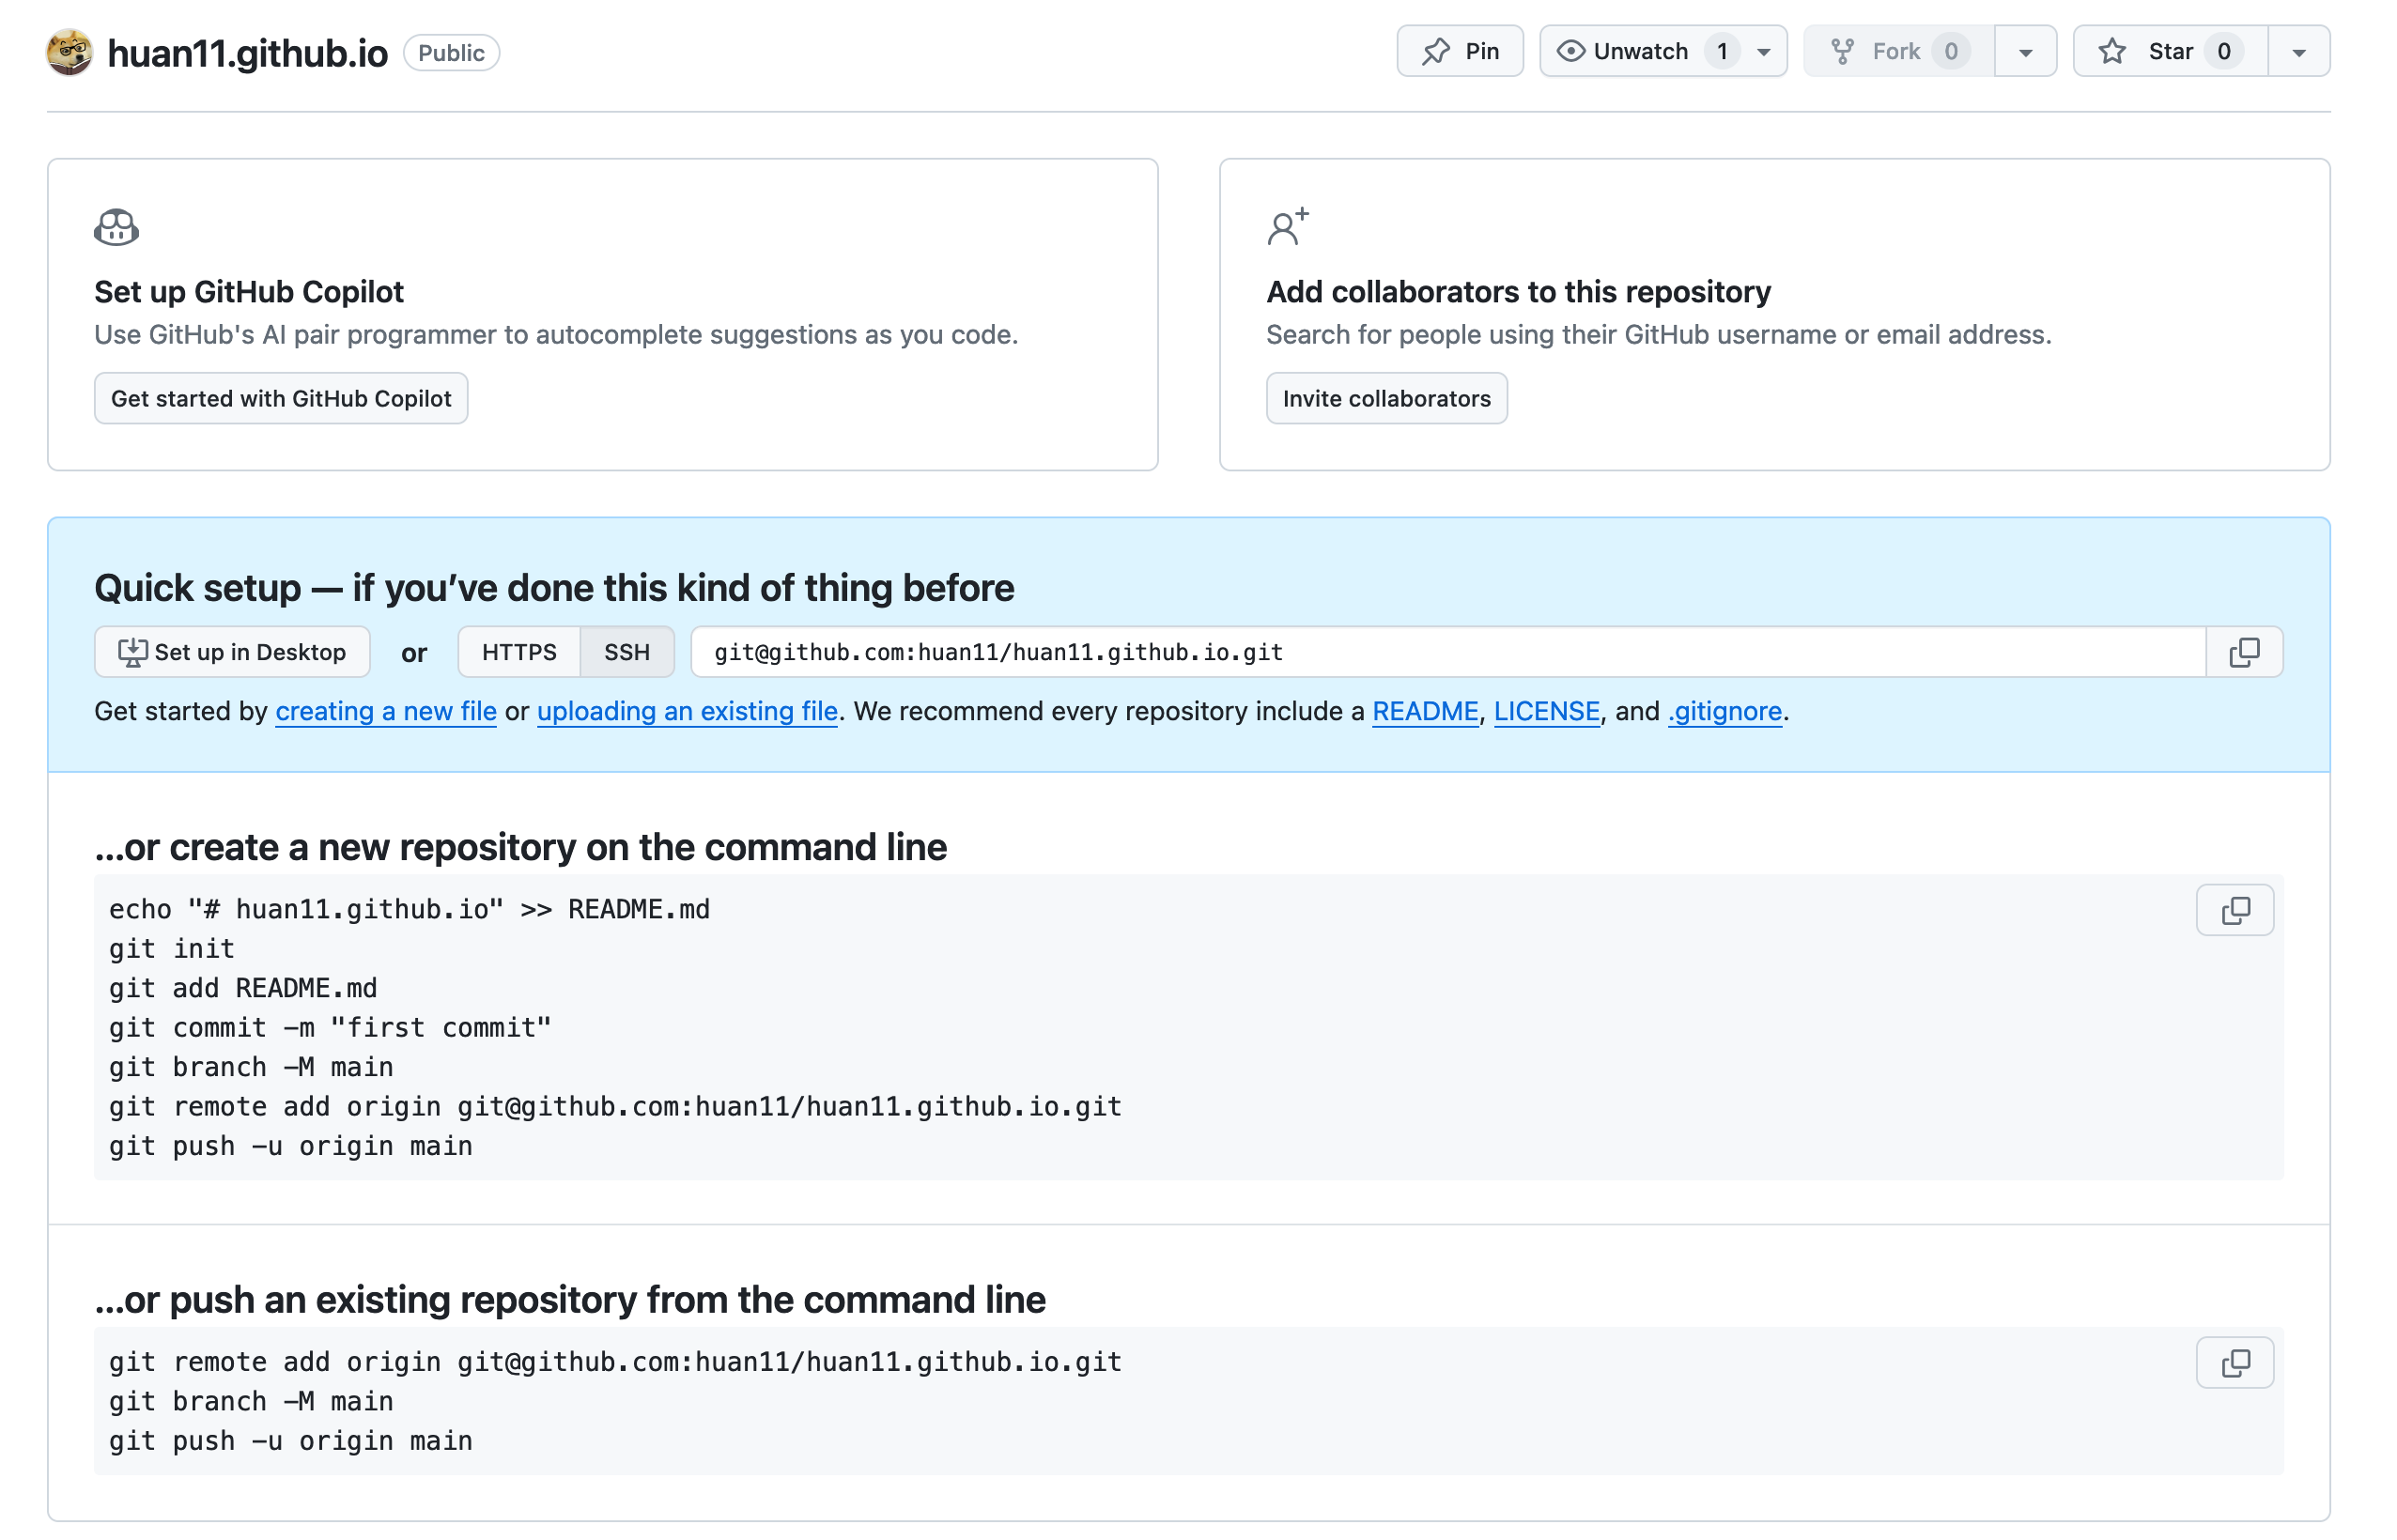 huan11.github.io Public Pin Unwatch 1 Fork 0 Star 0
Set up GitHub Copilot
Use GitHub's AI pair programmer to autocomplete suggestions as you code.
Get started with GitHub Copilot
Add collaborators to this repository
Search for people using their GitHub username or email address.
Invite collaborators
Quick setup — if you’ve done this kind of thing before
Set up in Desktop or HTTPS SSH git@github.com:huan11/huan11.github.io.git
Get started by creating a new file or uploading an existing file. We recommend every repository include a README, LICENSE, and .gitignore.
…or create a new repository on the command line
echo "# huan11.github.io" >> README.md
git init
git add README.md
git commit -m "first commit"
git branch -M main
git remote add origin git@github.com:huan11/huan11.github.io.git
git push -u origin main
…or push an existing repository from the command line
git remote add origin git@github.com:huan11/huan11.github.io.git
git branch -M main
git push -u origin main